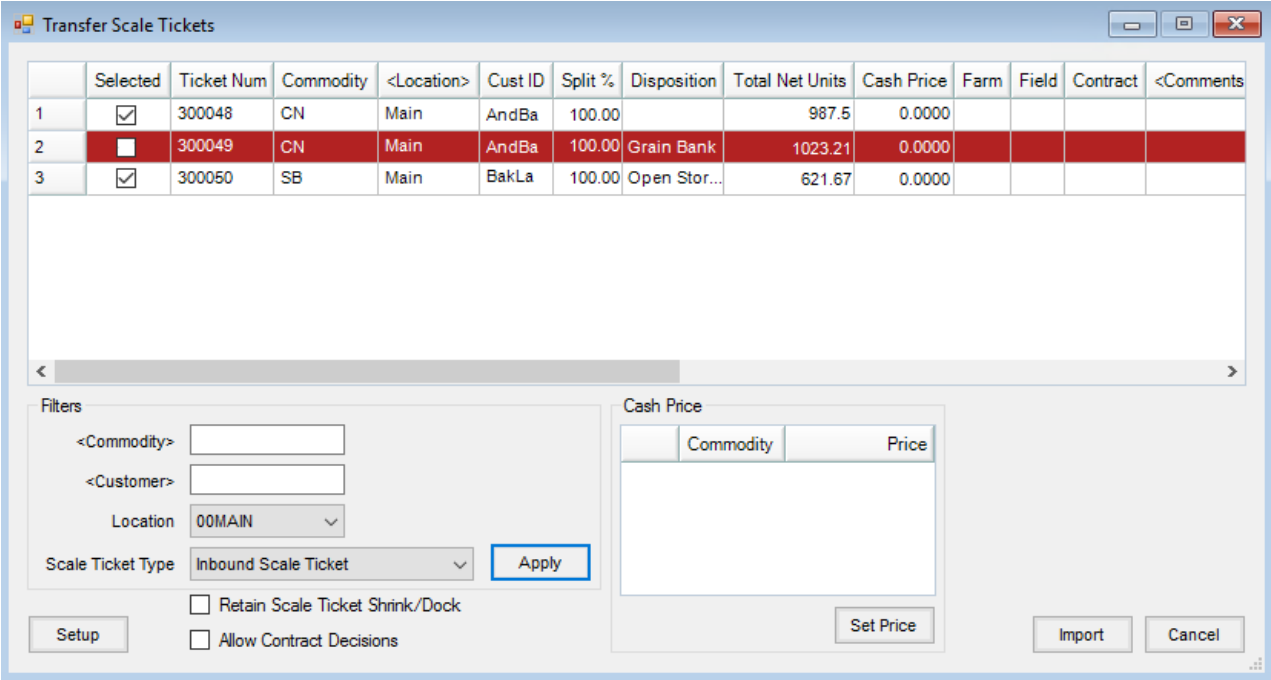 Transfer Scale Tickets
Selected Ticket Num Commodity <Location> Cust ID Split % Disposition Total Net Units Cash Price Farm Field Contract <Comments
1 300048 CN Main AndBa 100.00 987.5 0.0000
2 300049 CN Main AndBa 100.00 Grain Bank 1023.21 0.0000
3 300050 SB Main BakLa 100.00 Open Stor... 621.67 0.0000
Filters
<Commodity>
<Customer>
Location 00MAIN
Scale Ticket Type Inbound Scale Ticket Apply
Retain Scale Ticket Shrink/Dock
Setup
Allow Contract Decisions
Cash Price
Commodity Price
Set Price
Import Cancel